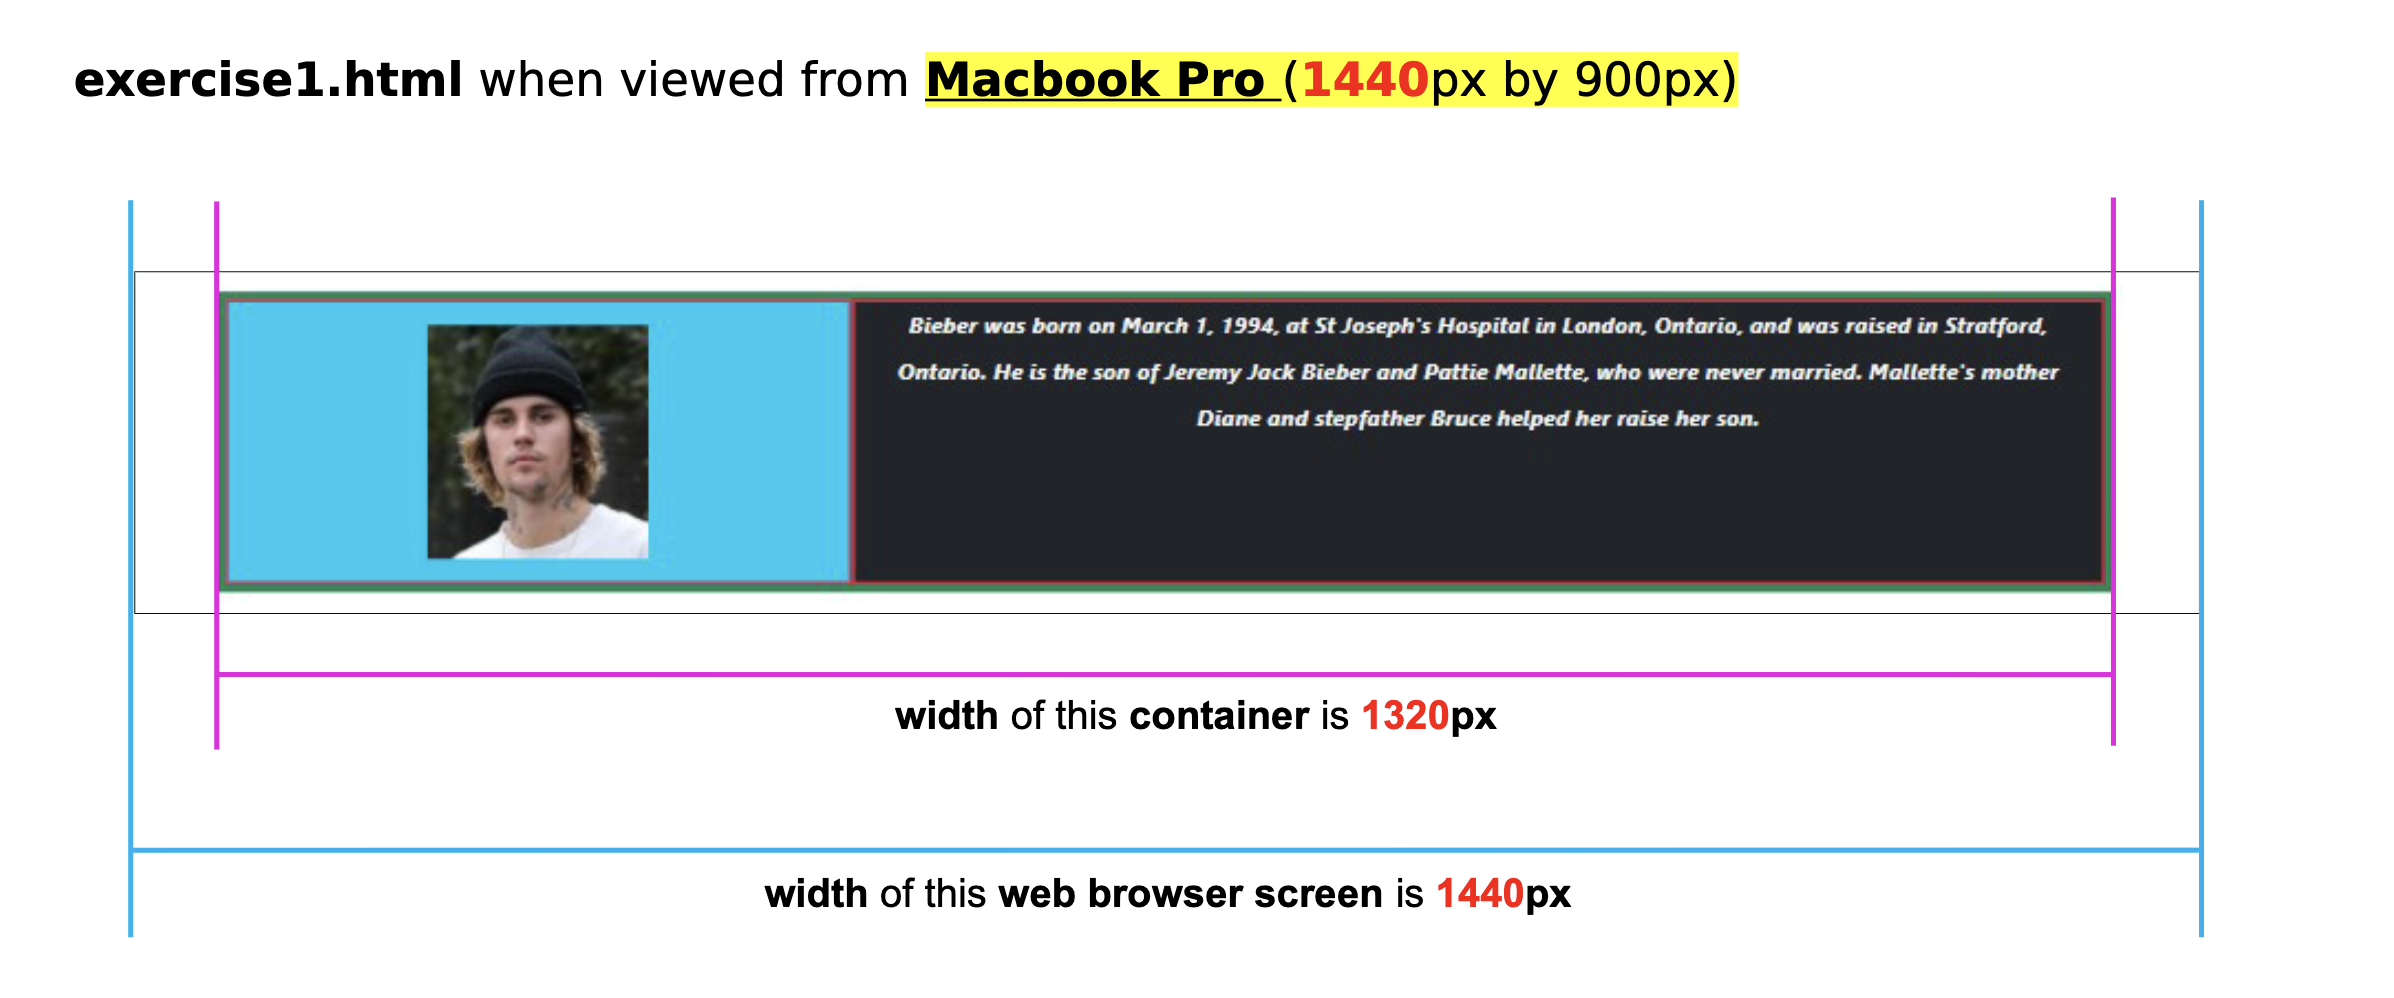 exercise1.html when viewed from Macbook Pro (1440px by 900px)
Bieber was born on March 1, 1994, at St Joseph's Hospital in London, Ontario, and was raised in Stratford,
Ontario. He is the son of Jeremy Jack Bieber and Pattie Mallette, who were never married. Mallette's mother
Diane and stepfather Bruce helped her raise her son.
width of this container is 1320px
width of this web browser screen is 1440px